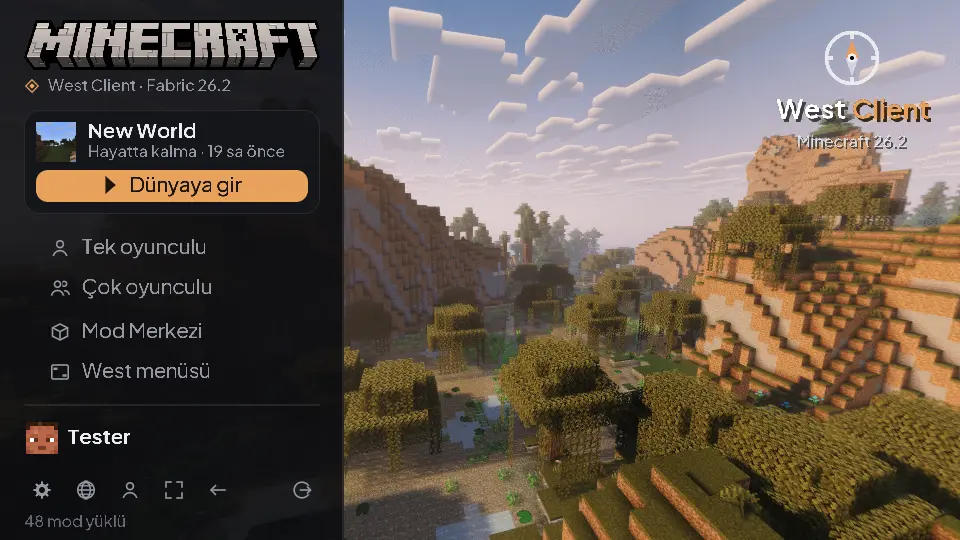 MINECRAFT
West Client · Fabric 26.2
New World
Hayatta kalma · 19 sa önce
Dünyaya gir
Tek oyunculu
Çok oyunculu
Mod Merkezi
West menüsü
Tester
48 mod yüklü
West Client
Minecraft 26.2